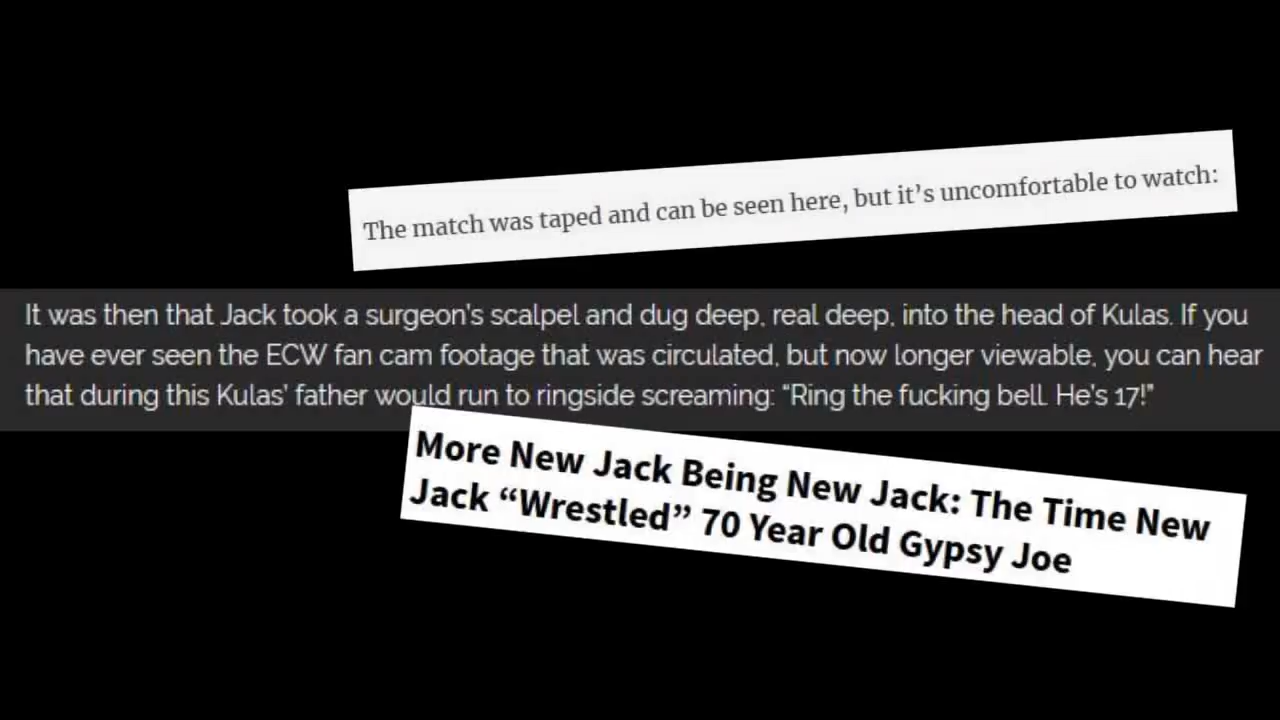 The match was taped and can be seen here, but it’s uncomfortable to watch:
It was then that Jack took a surgeon's scalpel and dug deep, real deep, into the head of Kulas. If you
have ever seen the ECW fan cam footage that was circulated, but now longer viewable, you can hear
that during this Kulas' father would run to ringside screaming: “Ring the fucking bell. He's 17!”
More New Jack Being New Jack: The Time New
Jack “Wrestled” 70 Year Old Gypsy Joe